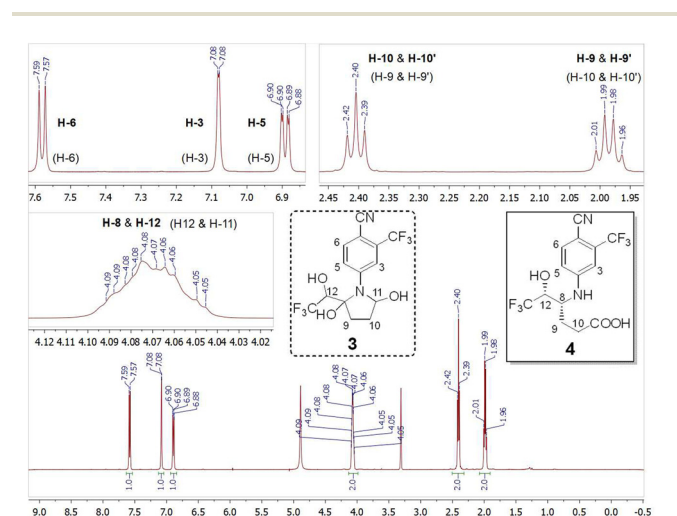 7.59 7.57 7.08 7.08 6.90 6.90 6.89 6.88
H-6 H-3 H-5
(H-6) (H-3) (H-5)
7.6 7.5 7.4 7.3 7.2 7.1 7.0 6.9
2.42 2.40 2.39 2.01 1.99 1.98 1.96
H-10 & H-10' H-9 & H-9'
(H-9 & H-9') (H-10 & H-10')
2.45 2.40 2.35 2.30 2.25 2.20 2.15 2.10 2.05 2.00 1.95
H-8 & H-12 (H12 & H-11)
4.09 4.09 4.08 4.08 4.08 4.07 4.06 4.06 4.05 4.05
4.12 4.11 4.10 4.09 4.08 4.07 4.06 4.05 4.04 4.03 4.02
CN
6
CF3
5 3
HO N
12 11 OH
F3C HO
9 10
3
CN
6
CF3
5 3
HO NH
8
F3C 12
10 COOH
9
4
7.59 7.57 7.08 7.08 6.90 6.90 6.89 6.88
4.09 4.09 4.08 4.08 4.08 4.07 4.07 4.06 4.06 4.05 4.05 4.05
2.42 2.40 2.39 2.01 1.99 1.98 1.96
1.0 1.0 1.0 2.0 2.0 2.0
9.0 8.5 8.0 7.5 7.0 6.5 6.0 5.5 5.0 4.5 4.0 3.5 3.0 2.5 2.0 1.5 1.0 0.5 0.0 -0.5